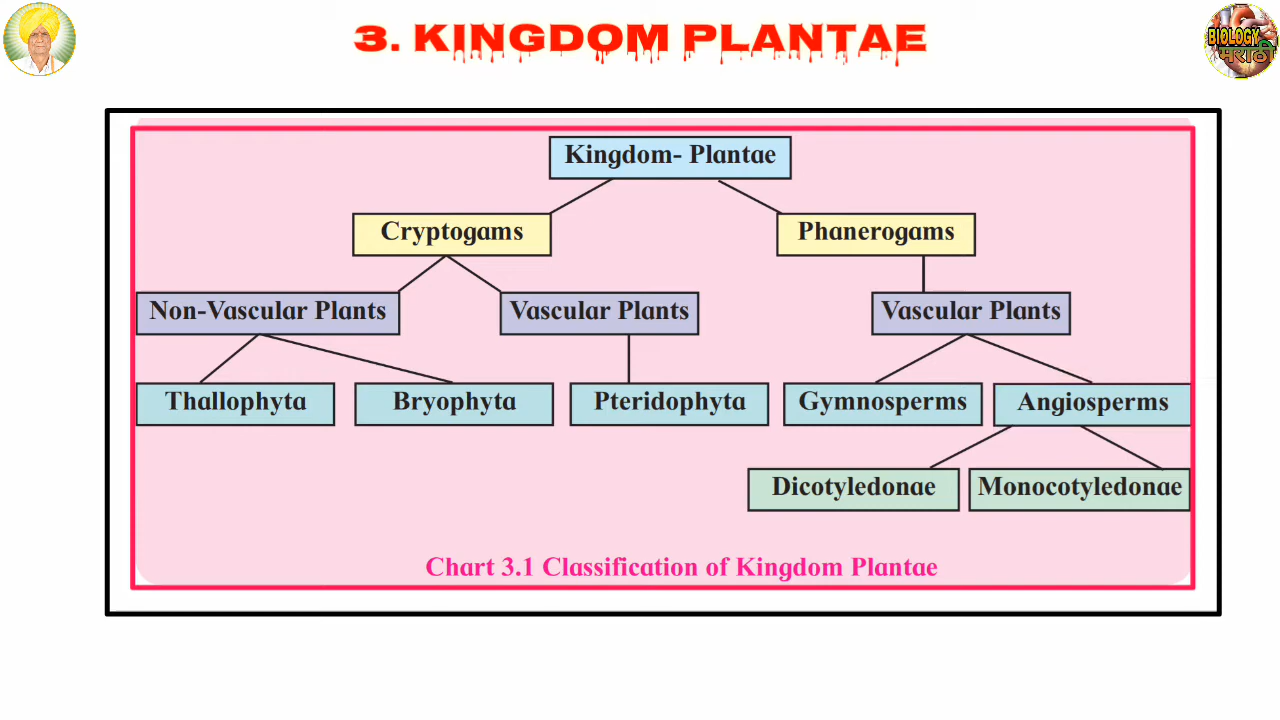 3. KINGDOM PLANTAE
BIOLOGY
मराठी
Kingdom- Plantae
Cryptogams
Phanerogams
Non-Vascular Plants
Vascular Plants
Vascular Plants
Thallophyta
Bryophyta
Pteridophyta
Gymnosperms
Angiosperms
Dicotyledonae
Monocotyledonae
Chart 3.1 Classification of Kingdom Plantae